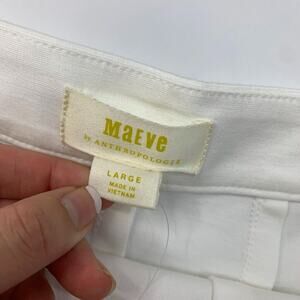 Maeve
by ANTHROPOLOGIE
LARGE
MADE IN
VIETNAM